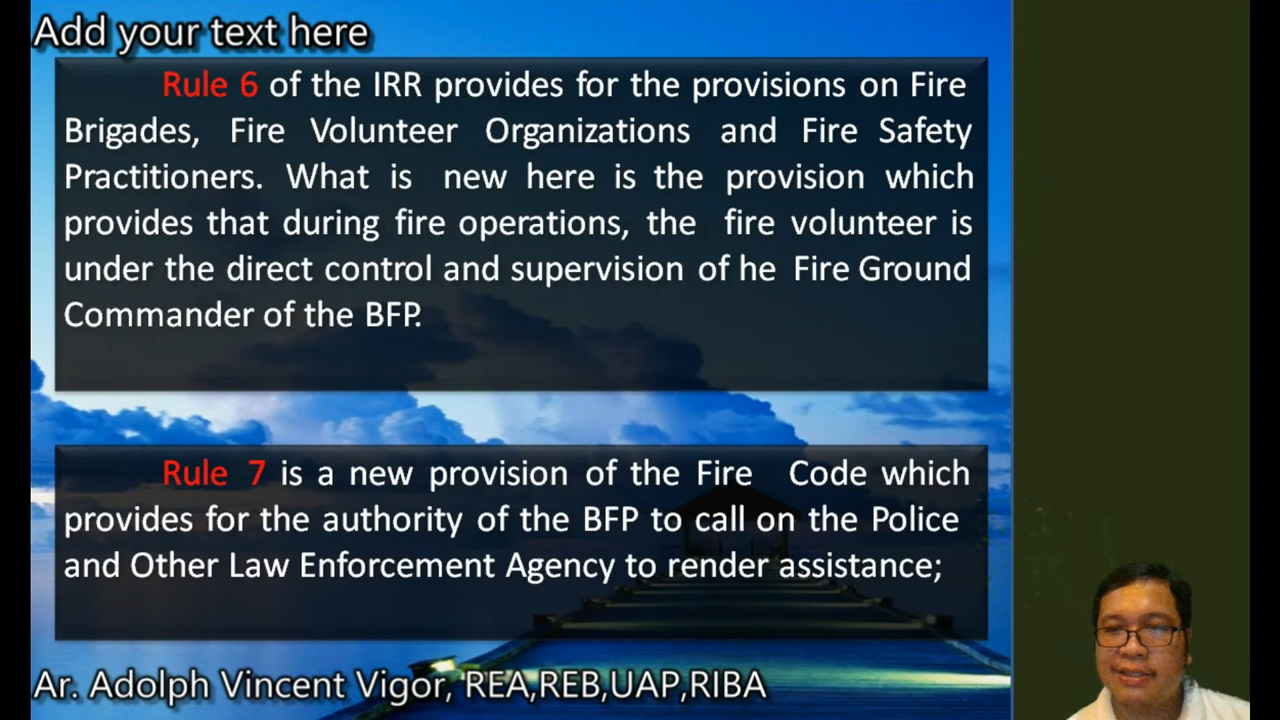 Add your text here
Rule 6 of the IRR provides for the provisions on Fire
Brigades, Fire Volunteer Organizations and Fire Safety
Practitioners. What is new here is the provision which
provides that during fire operations, the fire volunteer is
under the direct control and supervision of he Fire Ground
Commander of the BFP.
Rule 7 is a new provision of the Fire Code which
provides for the authority of the BFP to call on the Police
and Other Law Enforcement Agency to render assistance;
Ar. Adolph Vincent Vigor, REA,REB,UAP,RIBA